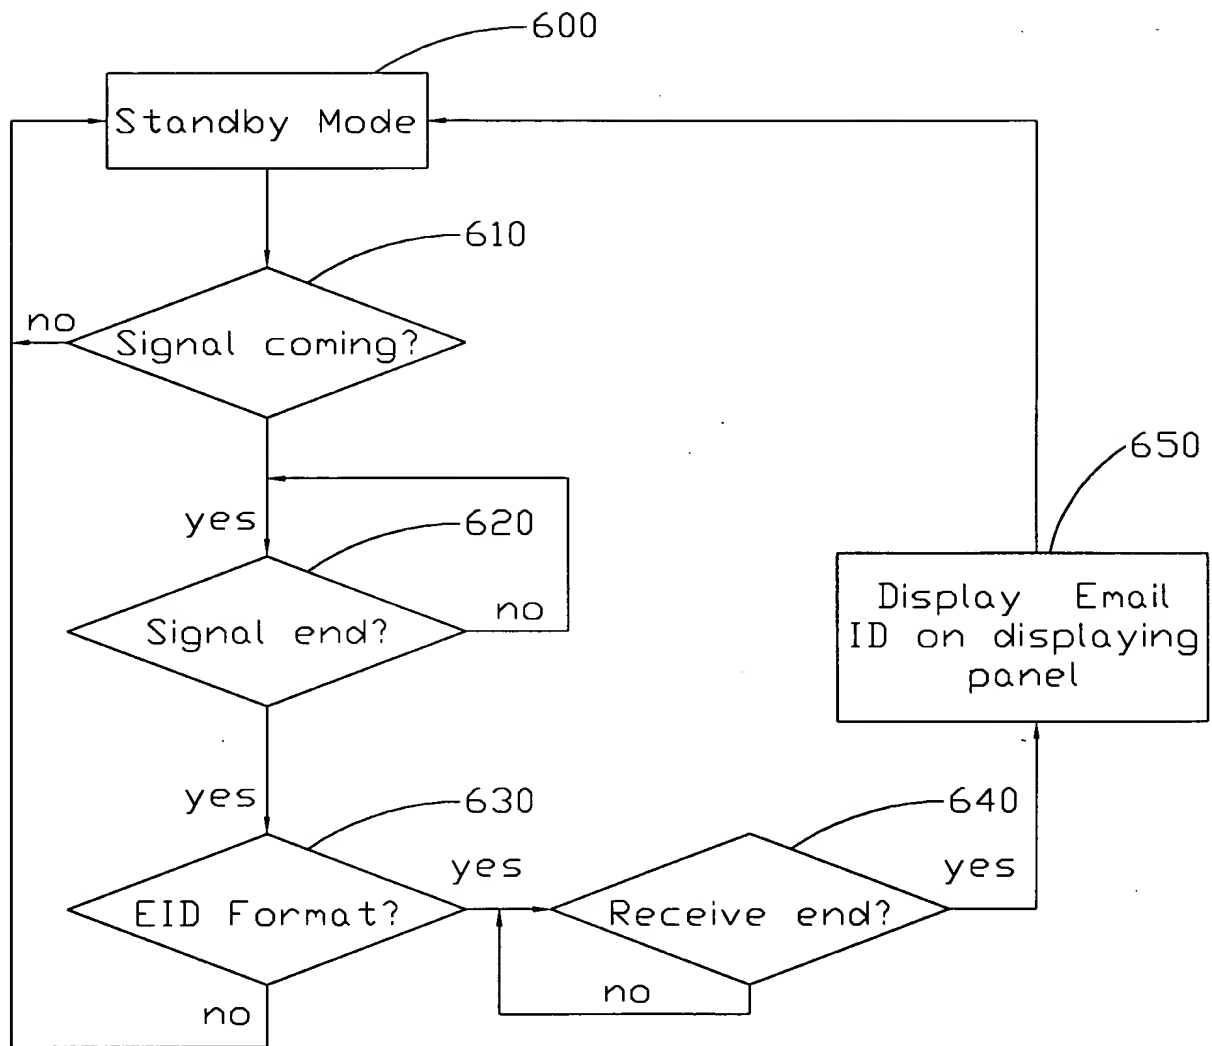 600
Standby Mode
610
no
Signal coming?
650
yes
620
Display Email
no
Signal end?
ID on displaying
panel
yes
630
640
yes
yes
EID Format?
Receive end?
no
no